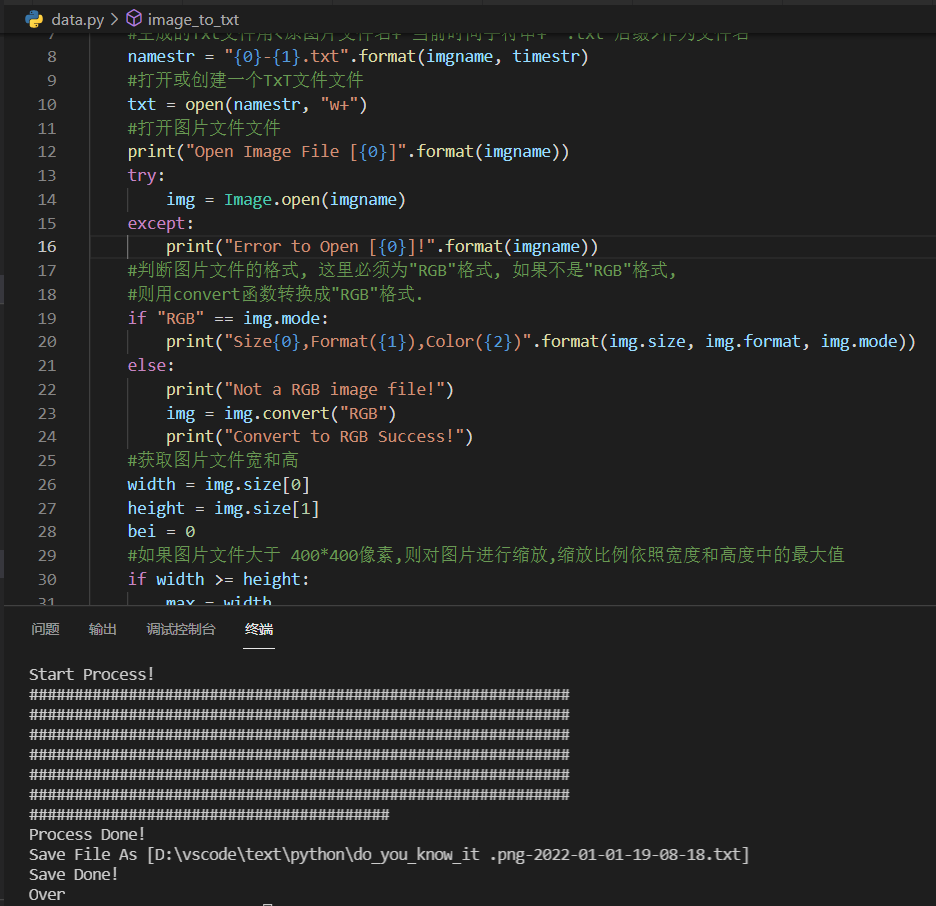 data.py > image_to_txt
8 namestr = "{0}-{1}.txt".format(imgname, timestr)
9 #打开或创建一个TxT文件文件
10 txt = open(namestr, "w+")
11 #打开图片文件文件
12 print("Open Image File [{0}]".format(imgname))
13 try:
14 img = Image.open(imgname)
15 except:
16 print("Error to Open [{0}]!".format(imgname))
17 #判断图片文件的格式, 这里必须为"RGB"格式, 如果不是"RGB"格式,
18 #则用convert函数转换成"RGB"格式.
19 if "RGB" == img.mode:
20 print("Size{0},Format({1}),Color({2})".format(img.size, img.format, img.mode))
21 else:
22 print("Not a RGB image file!")
23 img = img.convert("RGB")
24 print("Convert to RGB Success!")
25 #获取图片文件宽和高
26 width = img.size[0]
27 height = img.size[1]
28 bei = 0
29 #如果图片文件大于 400*400像素,则对图片进行缩放,缩放比例依照宽度和高度中的最大值
30 if width >= height:
31 max = width
问题 输出 调试控制台 终端
Start Process!
############################################################
############################################################
############################################################
############################################################
############################################################
############################################################
########################################
Process Done!
Save File As [D:\vscode\text\python\do_you_know_it .png-2022-01-01-19-08-18.txt]
Save Done!
Over